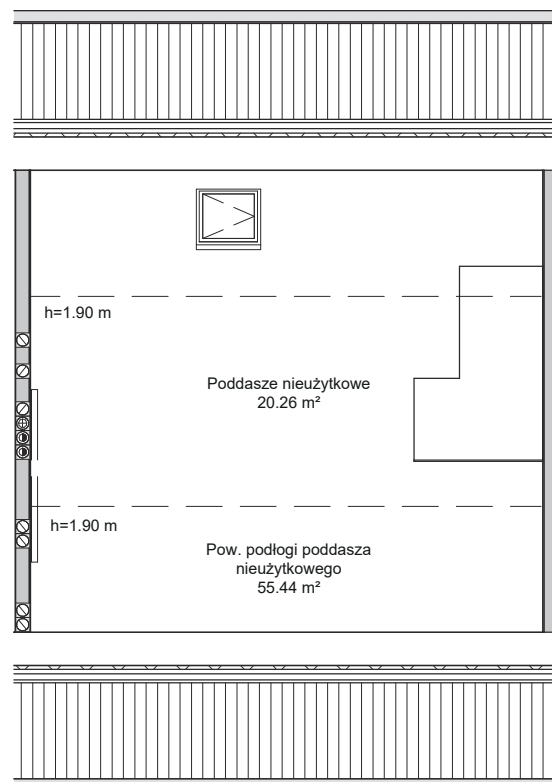 h=1.90 m
Poddasze nieużytkowe
20.26 m²
h=1.90 m
Pow. podłogi poddasza
nieużytkowego
55.44 m²